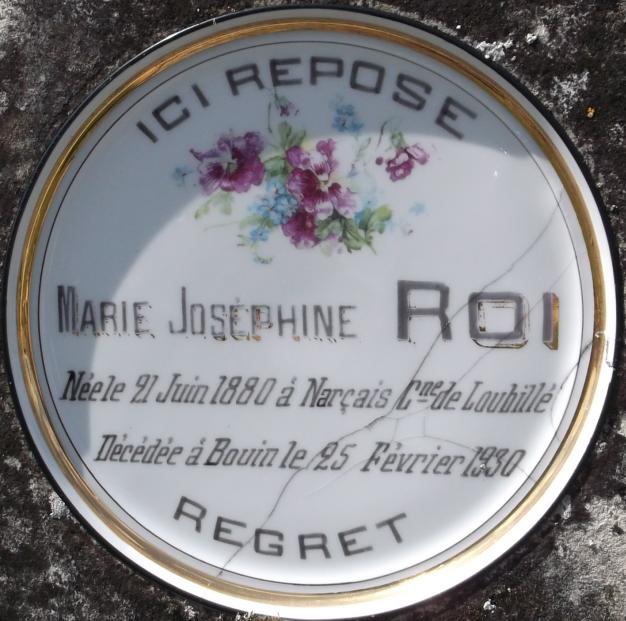 ICI REPOSE
MARIE JOSÉPHINE ROI
Née le 21 Juin 1880 à Narçais Cne de Loubillé
Décédée à Bouin le 25 Février 1930
REGRET